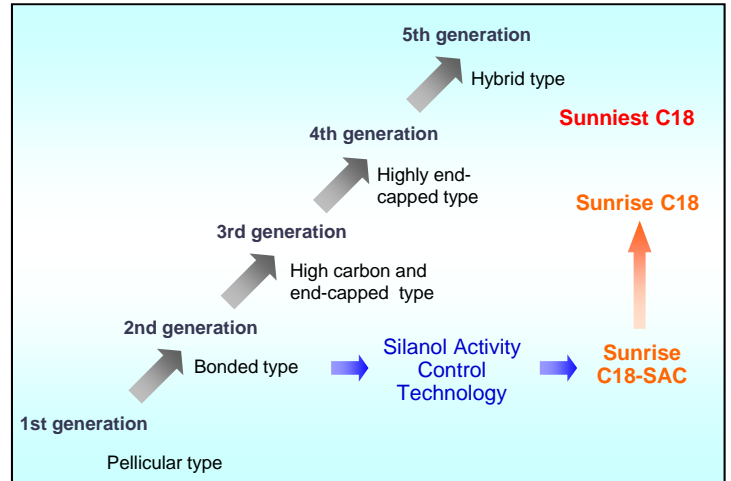 5th generation
Hybrid type
Sunniest C18
4th generation
Highly end-
capped type
Sunrise C18
3rd generation
High carbon and
end-capped type
2nd generation
Bonded type
Silanol Activity
Control
Technology
Sunrise
C18-SAC
1st generation
Pellicular type